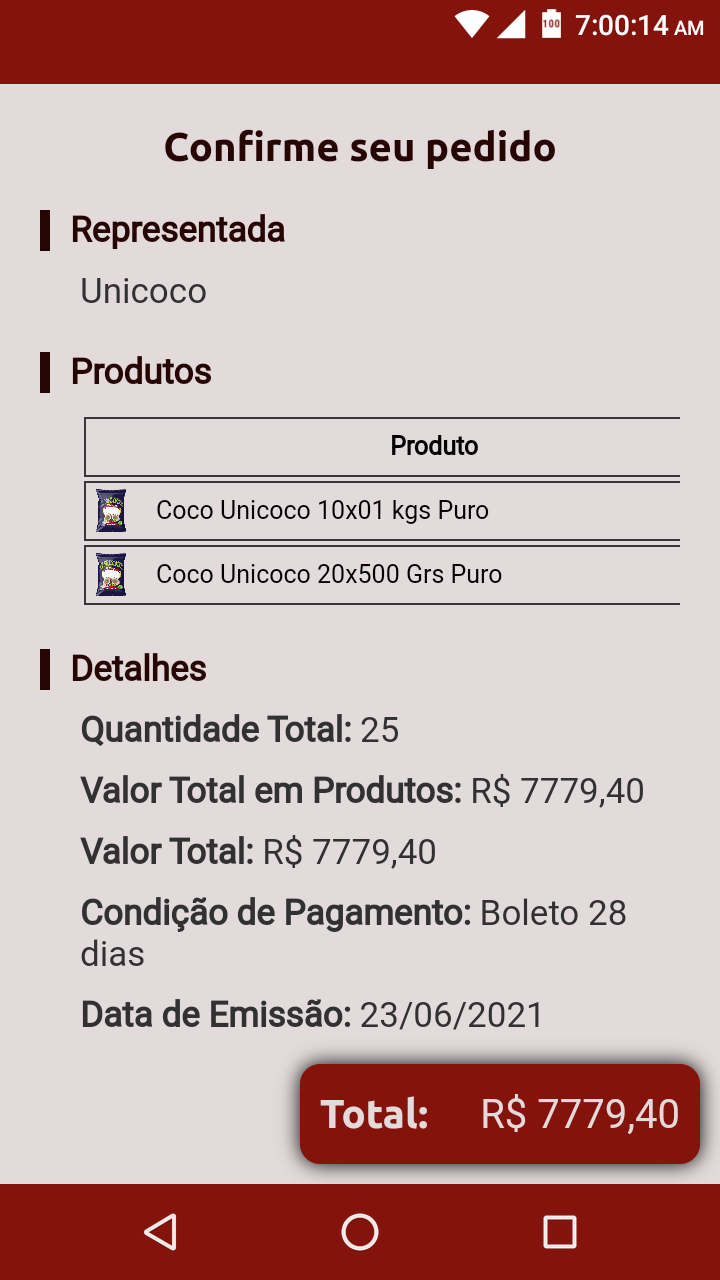 100 7:00:14 AM
Confirme seu pedido
Representada
Unicoco
Produtos
Produto
Coco Unicoco 10x01 kgs Puro
Coco Unicoco 20x500 Grs Puro
Detalhes
Quantidade Total: 25
Valor Total em Produtos: R$ 7779,40
Valor Total: R$ 7779,40
Condição de Pagamento: Boleto 28
dias
Data de Emissão: 23/06/2021
Total: R$ 7779,40